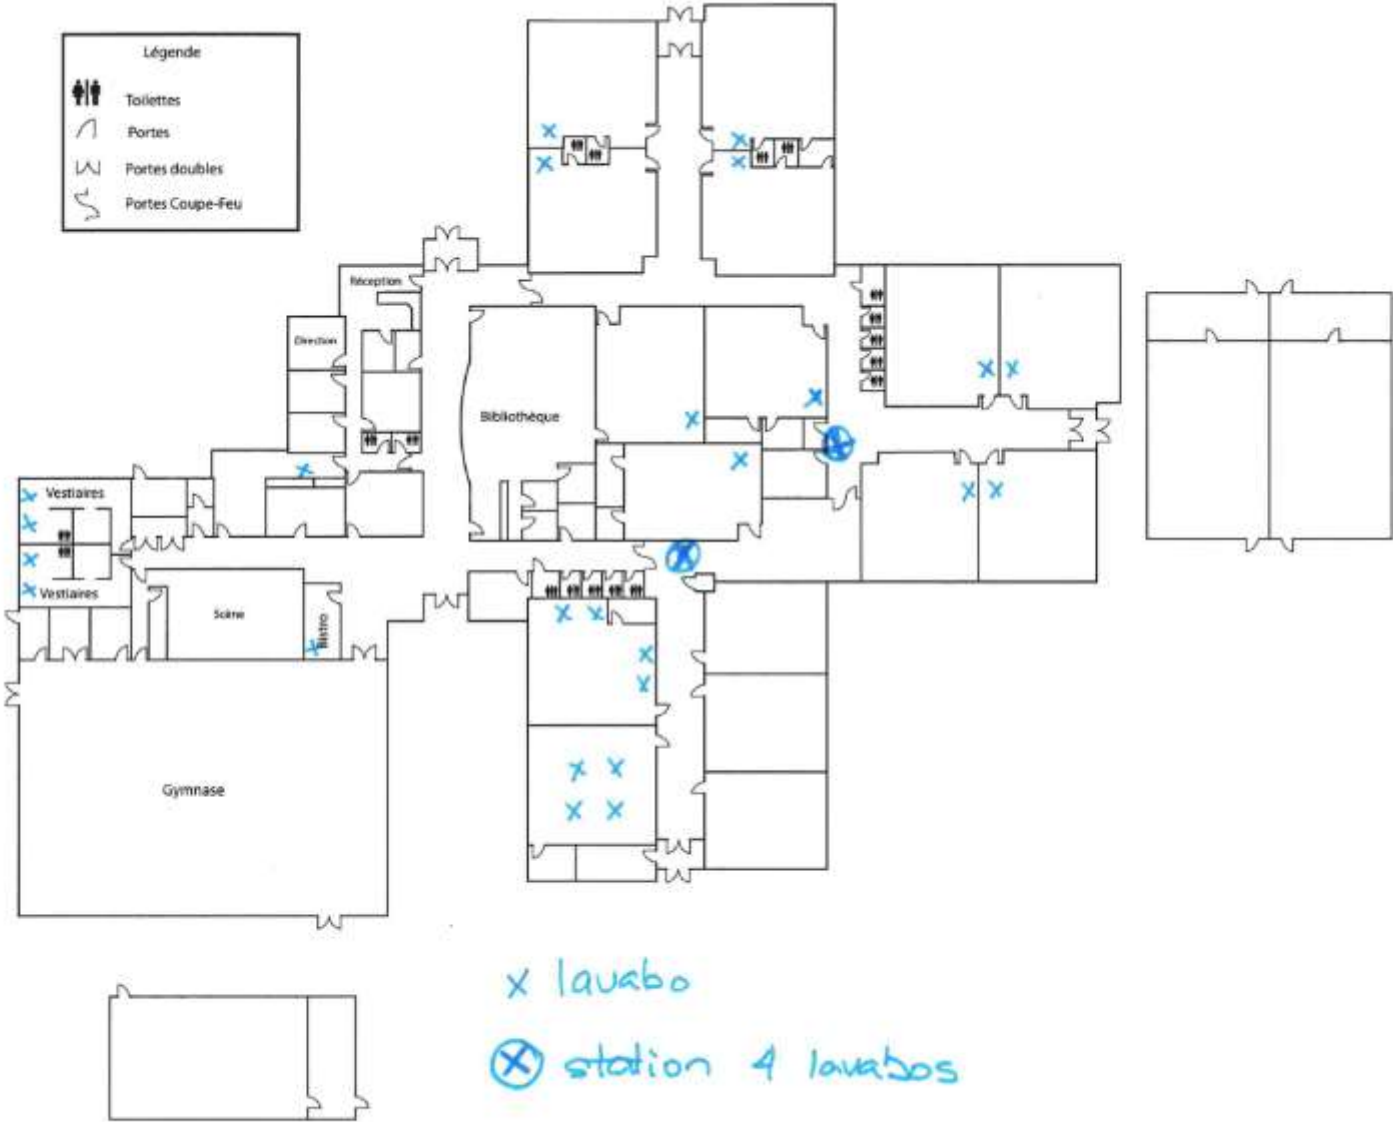 Légende
Toilettes
Portes
Portes doubles
Portes Coupe-Feu
Réception
Direction
Bibliothèque
Vestiaires
Vestiaires
Scène
Bistro
Gymnase
x lavabo
station 4 lavabos